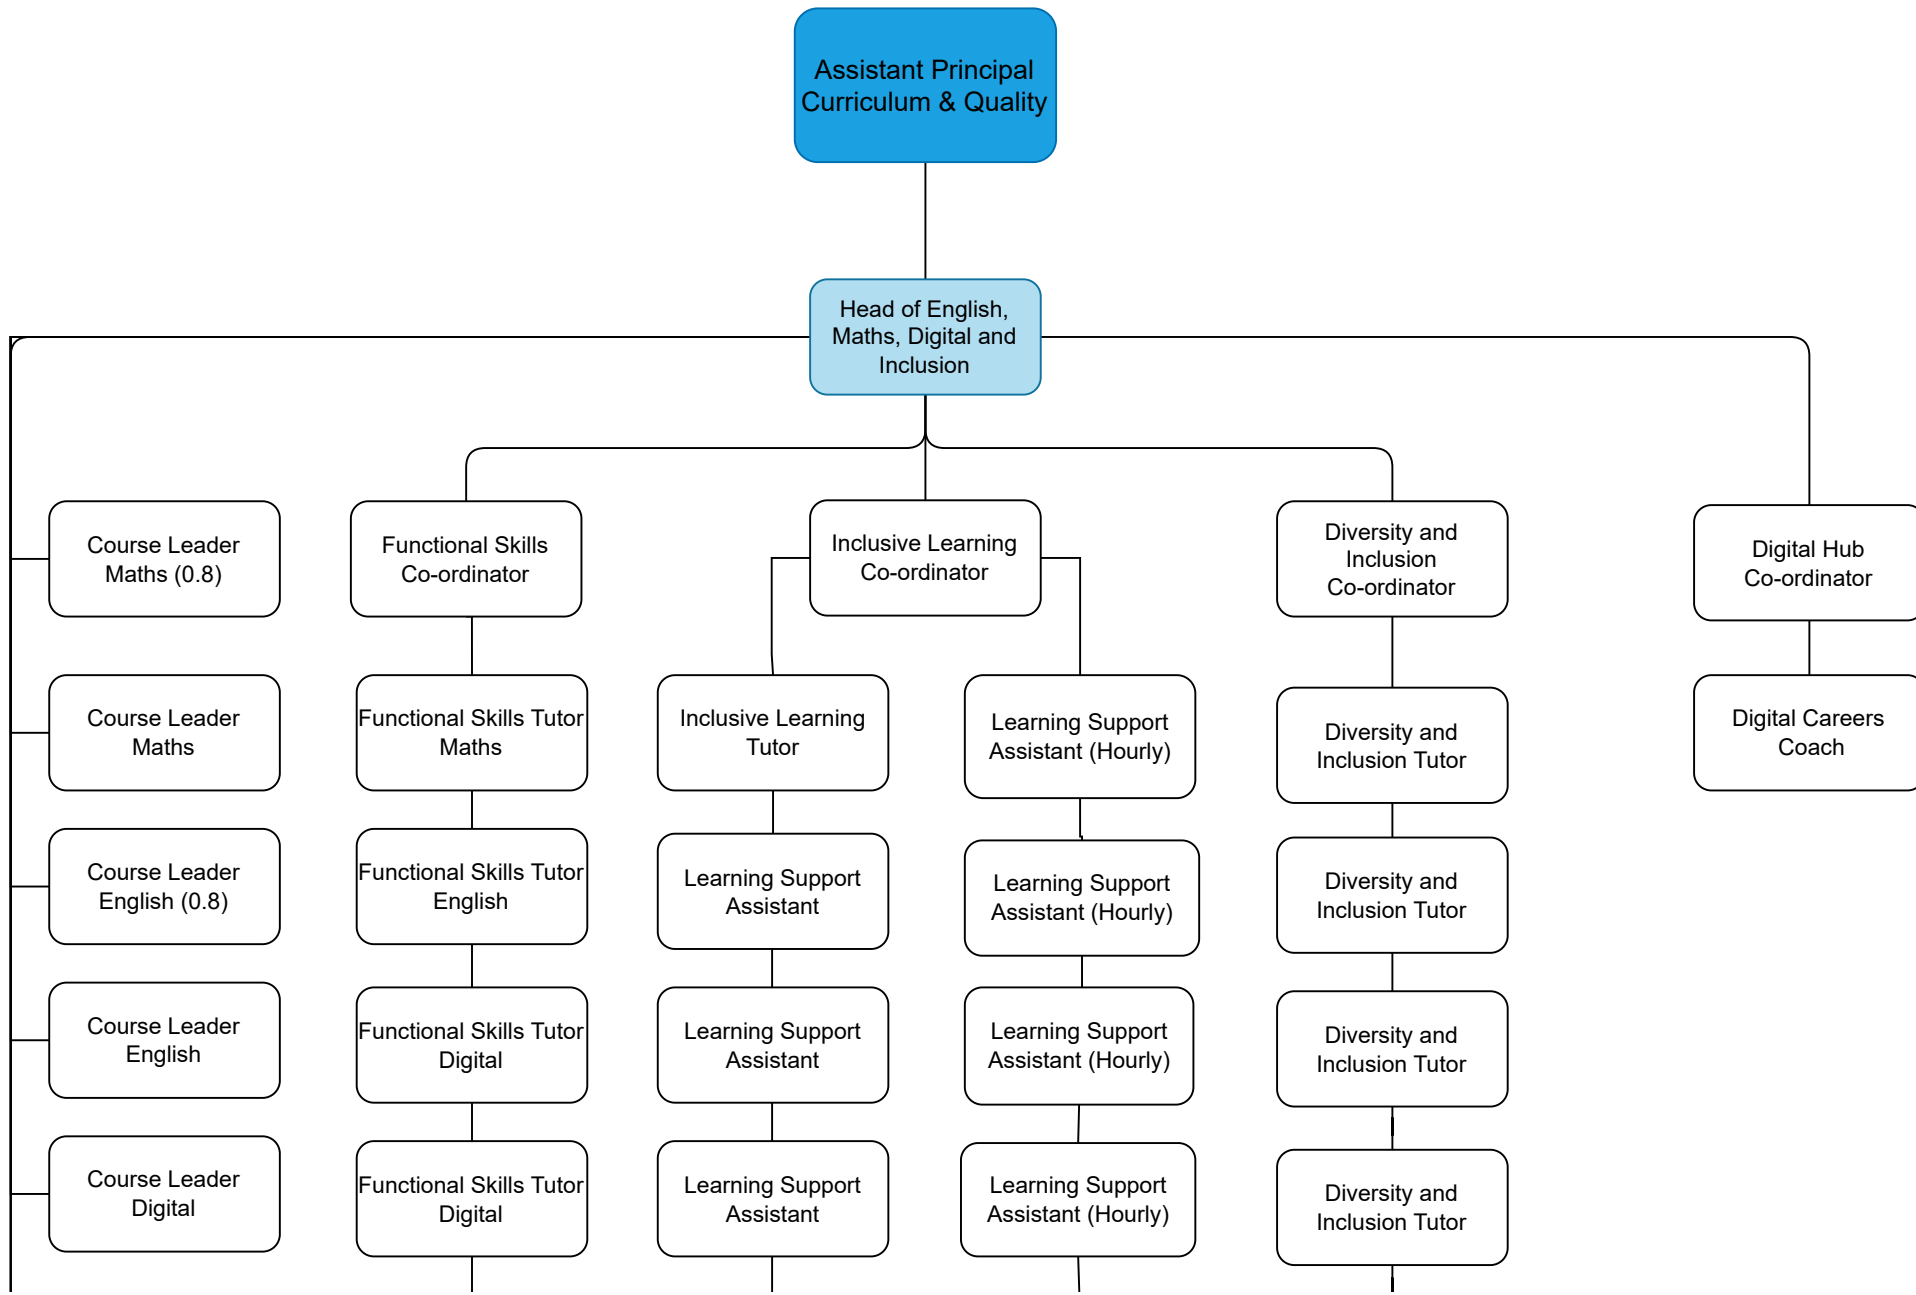 Assistant Principal
Curriculum & Quality
Head of English,
Maths, Digital and
Inclusion
Course Leader
Maths (0.8)
Functional Skills
Co-ordinator
Inclusive Learning
Co-ordinator
Diversity and
Inclusion
Co-ordinator
Digital Hub
Co-ordinator
Course Leader
Maths
Functional Skills Tutor
Maths
Inclusive Learning
Tutor
Learning Support
Assistant (Hourly)
Diversity and
Inclusion Tutor
Digital Careers
Coach
Course Leader
English (0.8)
Functional Skills Tutor
English
Learning Support
Assistant
Learning Support
Assistant (Hourly)
Diversity and
Inclusion Tutor
Course Leader
English
Functional Skills Tutor
Digital
Learning Support
Assistant
Learning Support
Assistant (Hourly)
Diversity and
Inclusion Tutor
Course Leader
Digital
Functional Skills Tutor
Digital
Learning Support
Assistant
Learning Support
Assistant (Hourly)
Diversity and
Inclusion Tutor